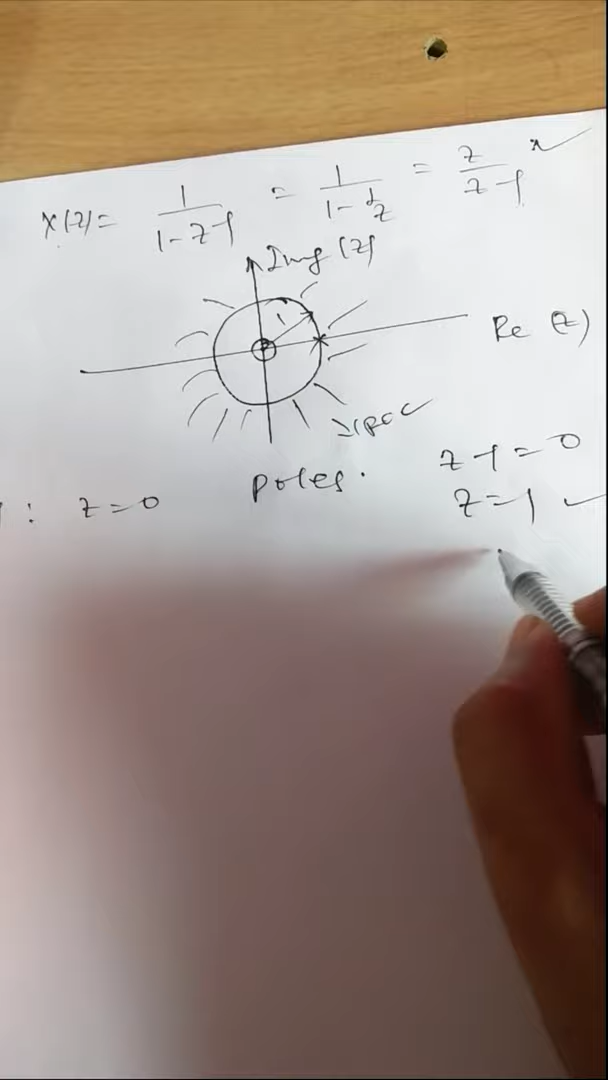 X(z) = 1/(1-z^-1) = 1/(1-1/z) = z/(z-1)
Img(z)
1
Re(z)
ROC
z-1=0
: z=0 Poles. z=1